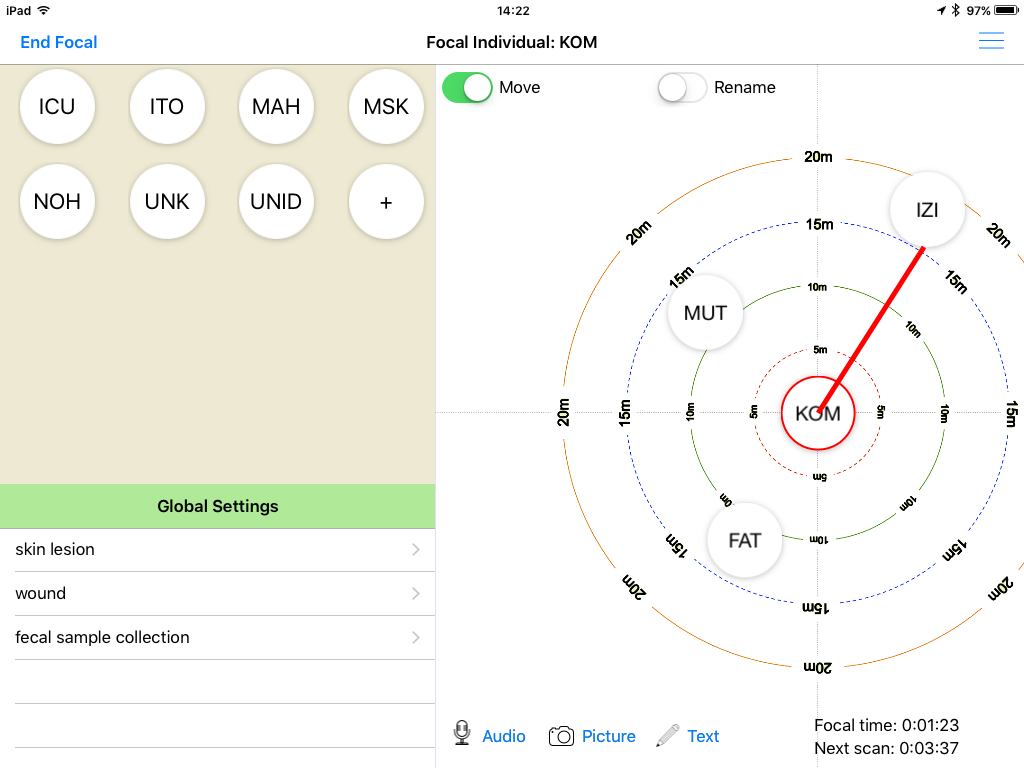 iPad 14:22 97%
End Focal Focal Individual: KOM
ICU ITO MAH MSK
NOH UNK UNID +
Global Settings
skin lesion
wound
fecal sample collection
Move Rename
20m
IZI
20m
20m
15m
15m
15m
10m
MUT
10m
5m
20m
15m
10m
5m
KOM
5m
10m
15m
5m
0m
10m
FAT
10m
15m
15m
20m
20m
15m
20m
Audio Picture Text
Focal time: 0:01:23
Next scan: 0:03:37